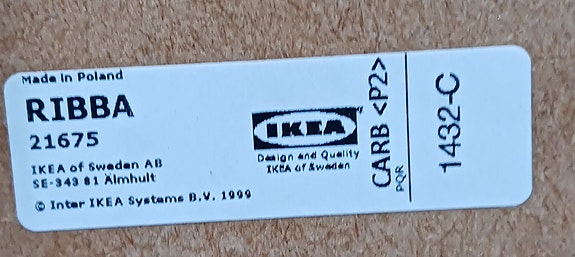 Made in Poland
RIBBA
21675
IKEA of Sweden AB
SE-343 81 Älmhult
© Inter IKEA Systems B.V. 1999
IKEA
Design and Quality
IKEA of Sweden
CARB <P2>
PQR
1432-C